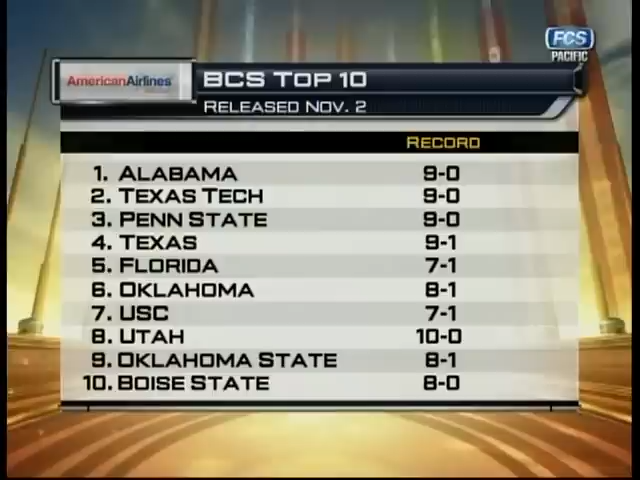 FCS
PACIFIC
AmericanAirlines
BCS TOP 10
RELEASED NOV. 2
RECORD
1. ALABAMA 9-0
2. TEXAS TECH 9-0
3. PENN STATE 9-0
4. TEXAS 9-1
5. FLORIDA 7-1
6. OKLAHOMA 8-1
7. USC 7-1
8. UTAH 10-0
9. OKLAHOMA STATE 8-1
10. BOISE STATE 8-0